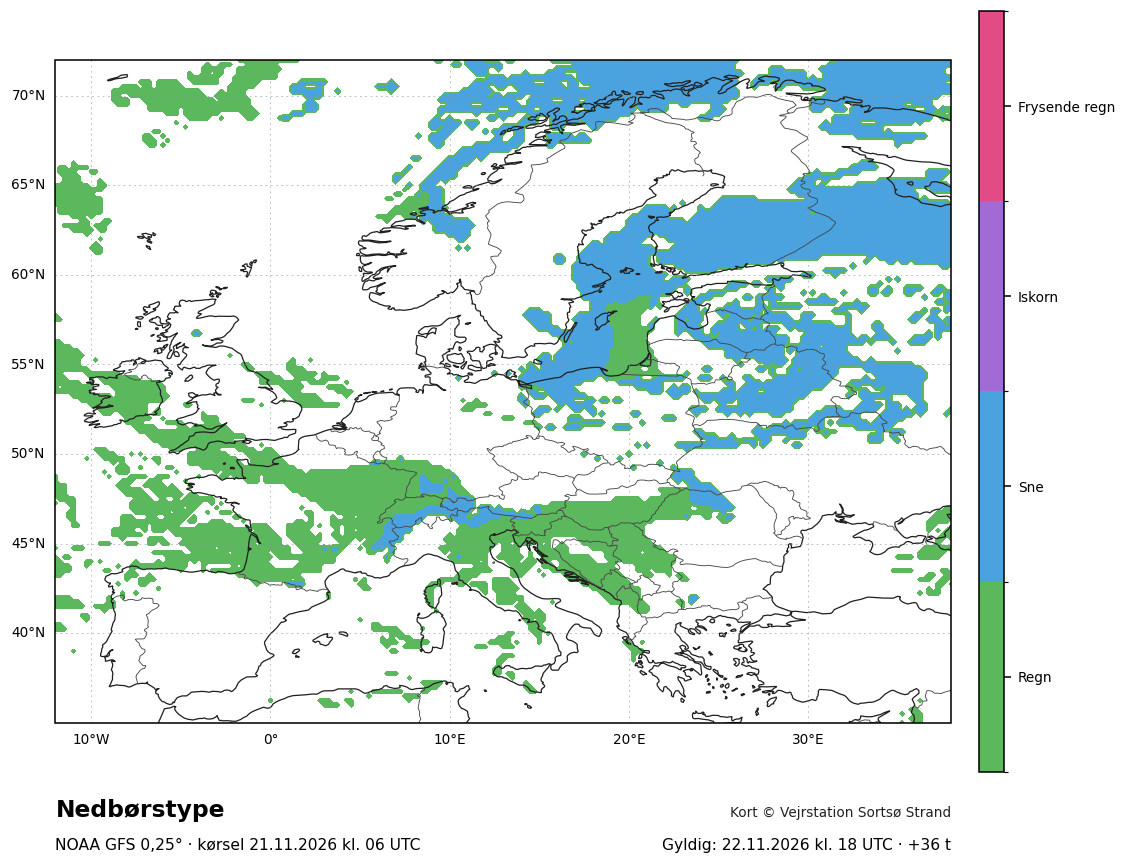 70°N
65°N
60°N
55°N
50°N
45°N
40°N
10°W
0°
10°E
20°E
30°E
Frysende regn
Iskorn
Sne
Regn
Nedbørstype
Kort © Vejrstation Sortsø Strand
NOAA GFS 0,25° · kørsel 21.11.2026 kl. 06 UTC
Gyldig: 22.11.2026 kl. 18 UTC · +36 t